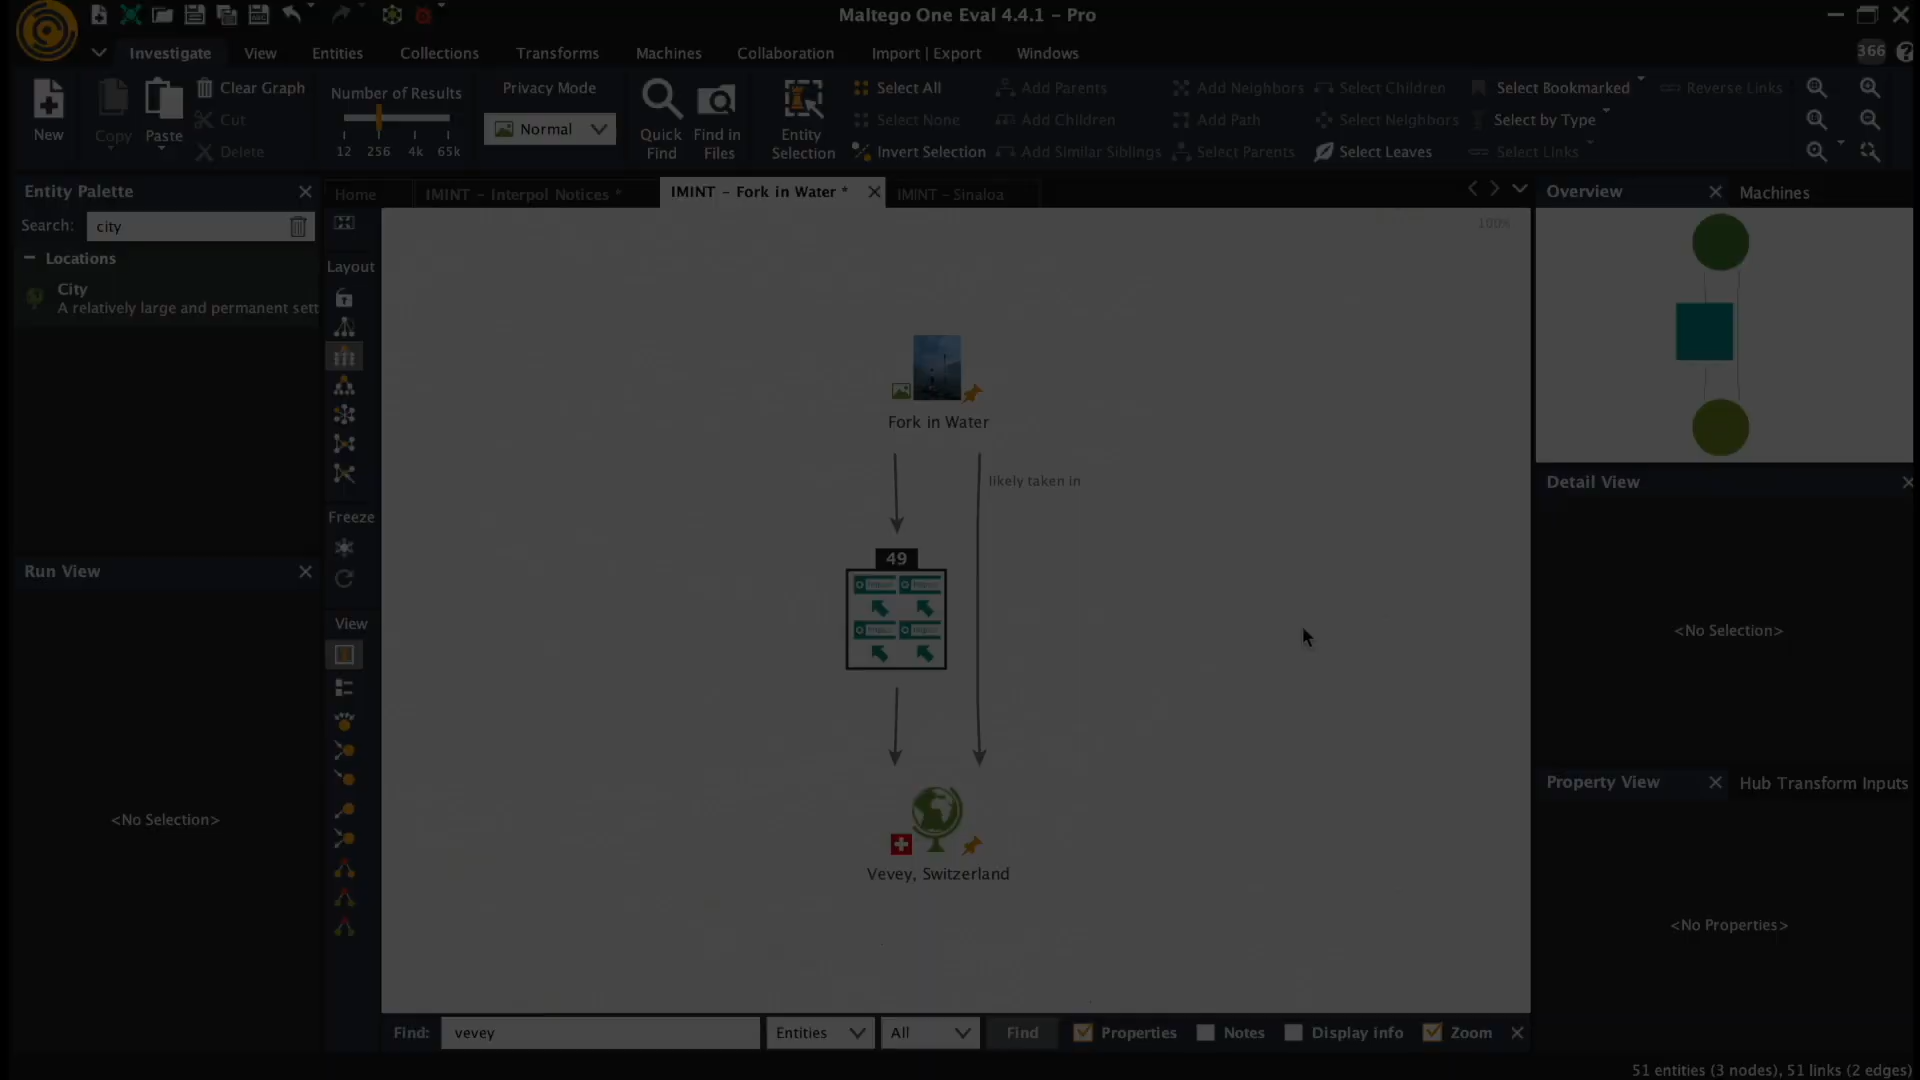 Maltego One Eval 4.4.1 - Pro
Investigate View Entities Collections Transforms Machines Collaboration Import | Export Windows 366
New Copy Paste Clear Graph
Cut
Delete
Number of Results
12 256 4k 65k
Privacy Mode
Normal
Quick Find
Find in Files
Entity Selection
Select All Add Parents Add Neighbors Select Children Select Bookmarked Reverse Links
Select None Add Children Add Path Select Neighbors Select by Type
Invert Selection Add Similar Siblings Select Parents Select Leaves Select Links
Entity Palette
Search: city
Locations
City
A relatively large and permanent sett
Run View
<No Selection>
Home IMINT - Interpol Notices * IMINT - Fork in Water * IMINT - Sinaloa
Layout
Freeze
View
100%
Fork in Water
likely taken in
49
Vevey, Switzerland
Find: vevey Entities All Find Properties Notes Display info Zoom
Overview Machines
Detail View
<No Selection>
Property View Hub Transform Inputs
<No Properties>
51 entities (3 nodes), 51 links (2 edges)